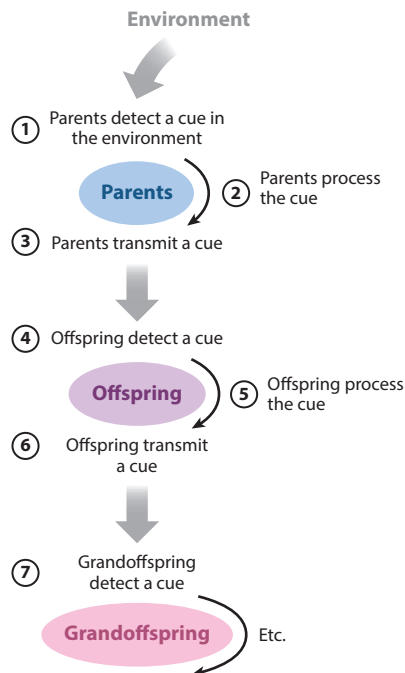 Environment
1 Parents detect a cue in
the environment
Parents
2 Parents process
the cue
3 Parents transmit a cue
4 Offspring detect a cue
Offspring
5 Offspring process
the cue
6 Offspring transmit
a cue
7 Grandoffspring
detect a cue
Grandoffspring
Etc.